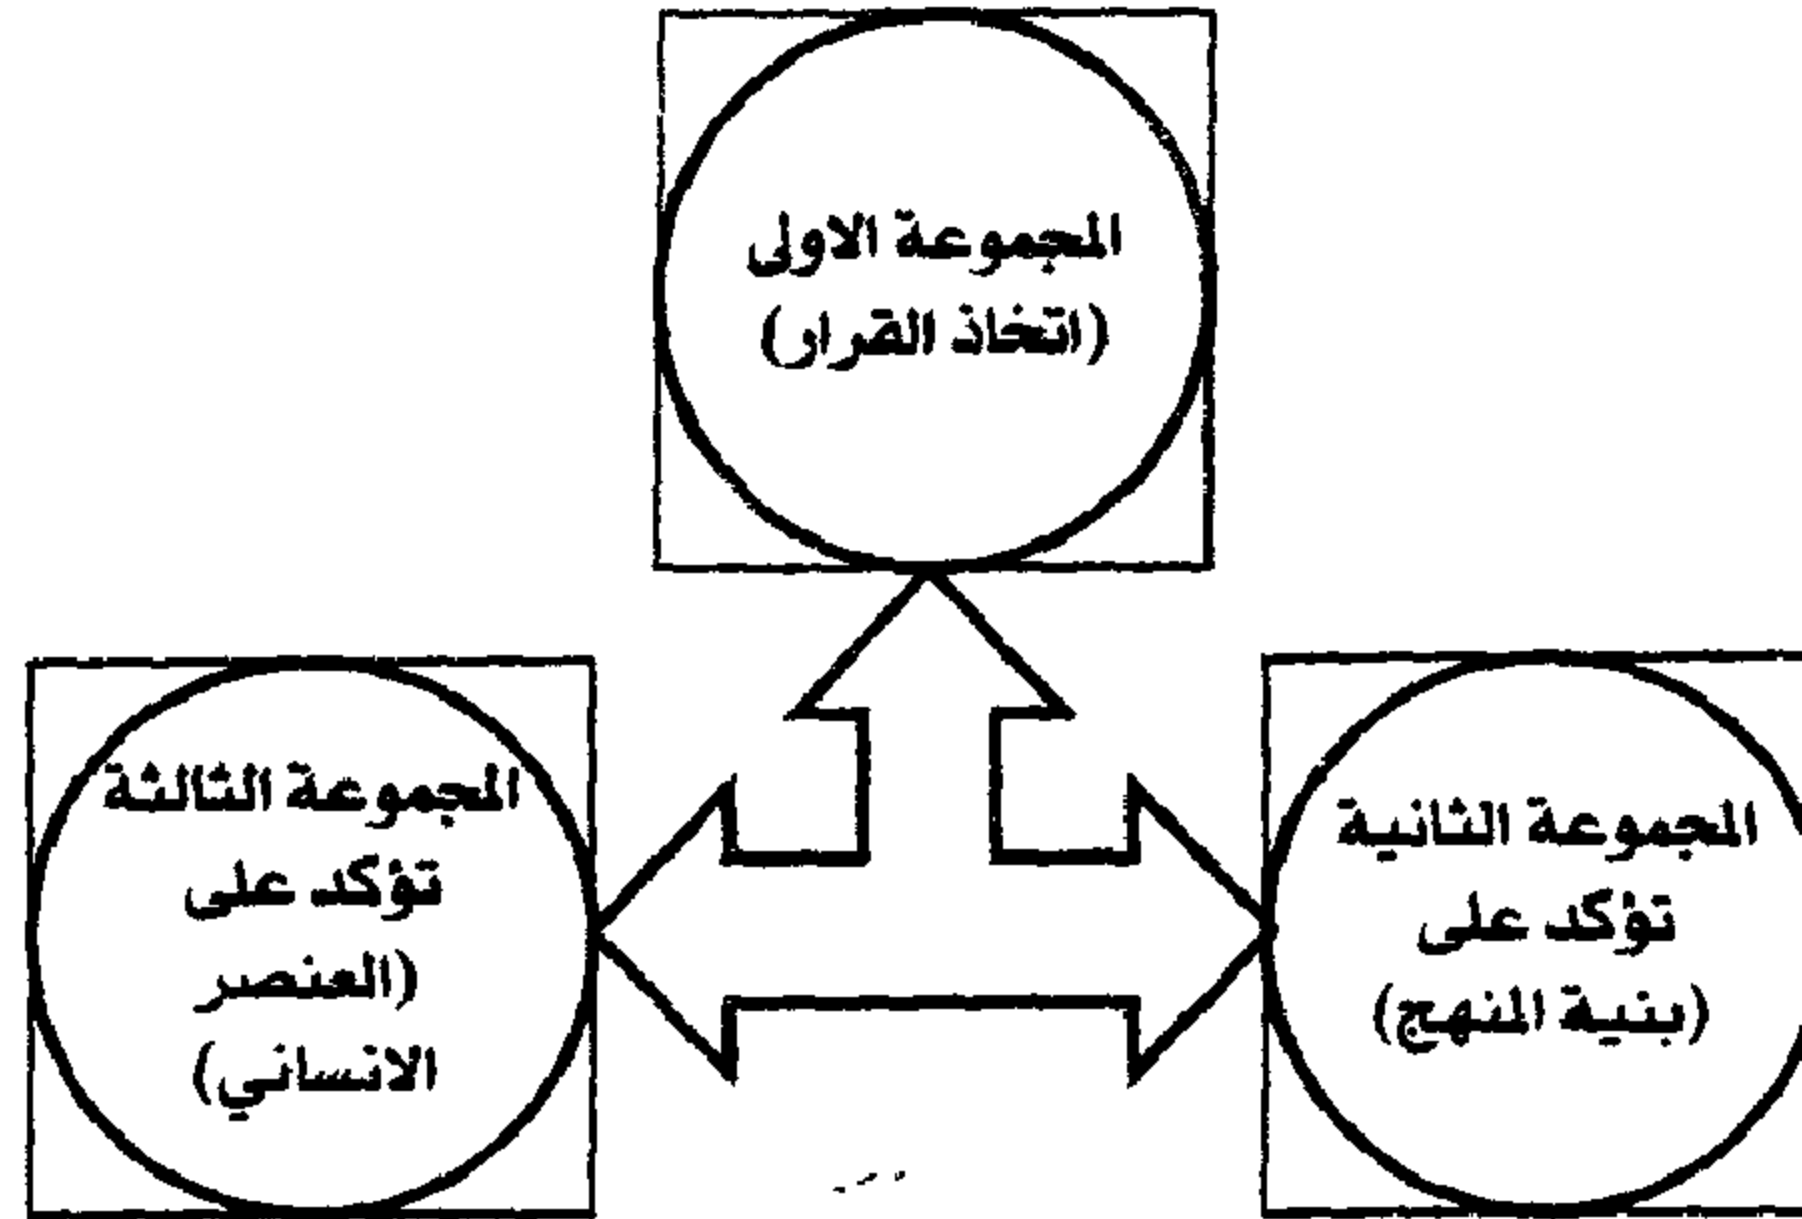 المجموعة الاولى
(اتخاذ القرار)
المجموعة الثانية
تؤكد على
(بنية المنهج)
المجموعة الثالثة
تؤكد على
(العنصر
الانساني)